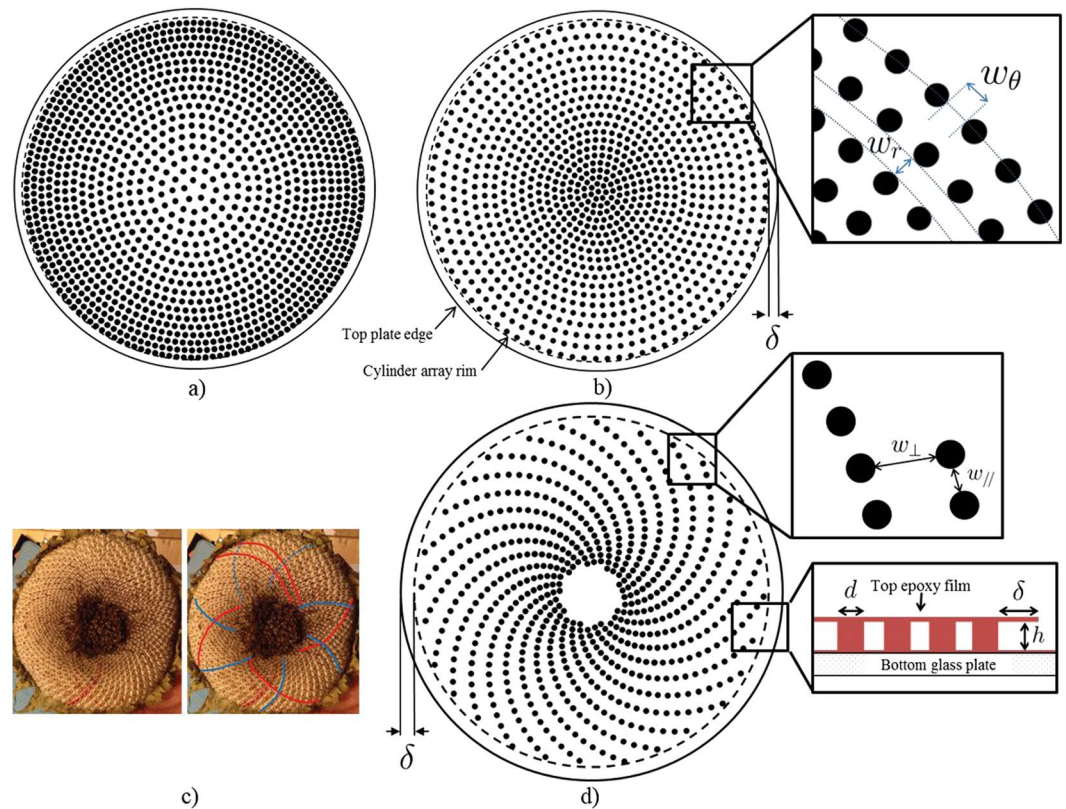 w_θ
w_r
δ
Top plate edge
Cylinder array rim
a)
b)
w_⊥
w_//
d
Top epoxy film
δ
h
Bottom glass plate
δ
c)
d)